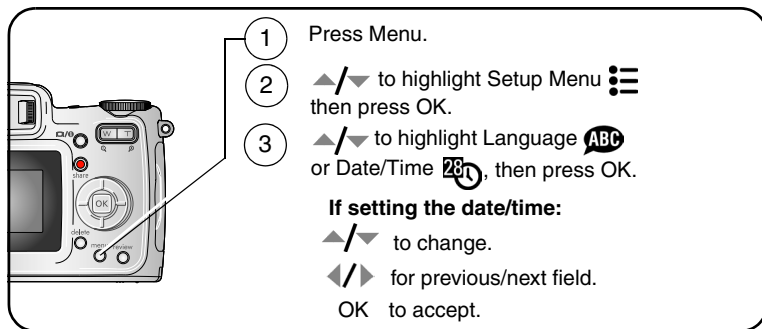 1 Press Menu.
2 to highlight Setup Menu
then press OK.
3 to highlight Language ABC
or Date/Time 28, then press OK.
If setting the date/time:
to change.
for previous/next field.
OK to accept.
W T
share
OK
delete
menu review